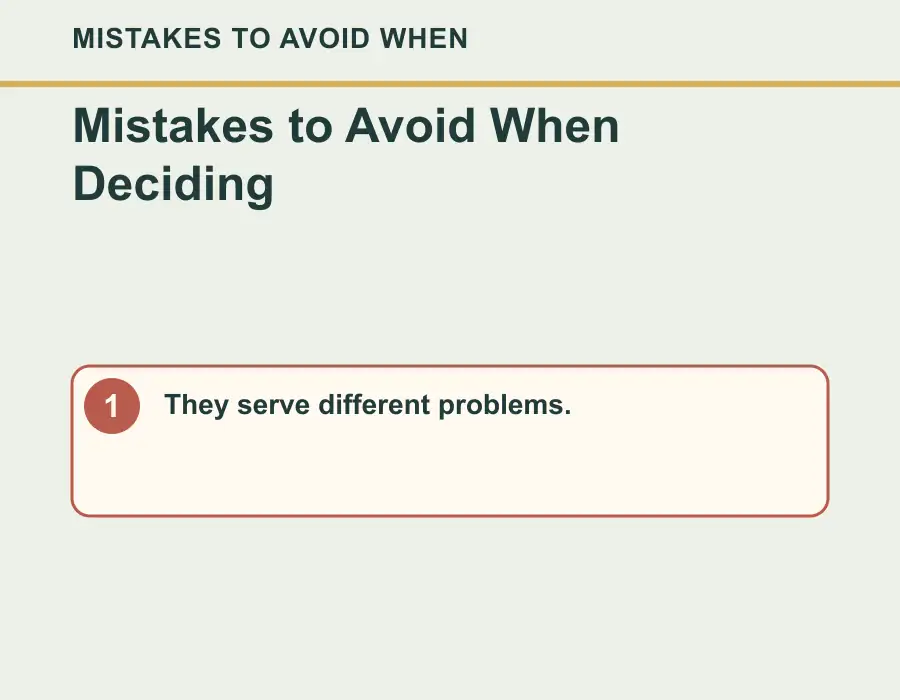 MISTAKES TO AVOID WHEN
Mistakes to Avoid When
Deciding
1
They serve different problems.